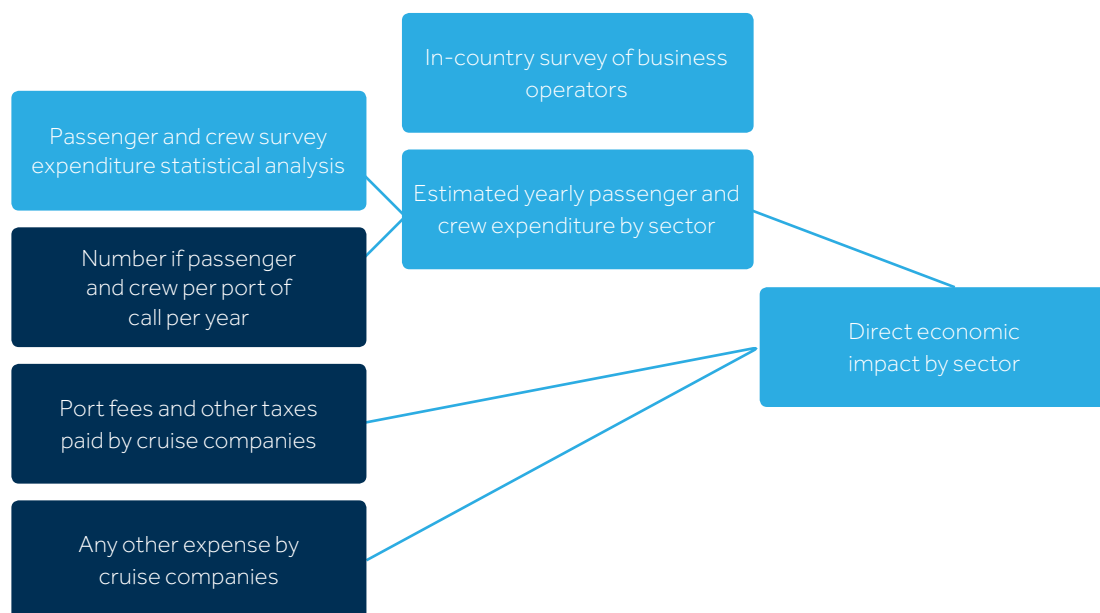 In-country survey of business
operators
Passenger and crew survey
expenditure statistical analysis
Estimated yearly passenger and
crew expenditure by sector
Number if passenger
and crew per port of
call per year
Direct economic
impact by sector
Port fees and other taxes
paid by cruise companies
Any other expense by
cruise companies